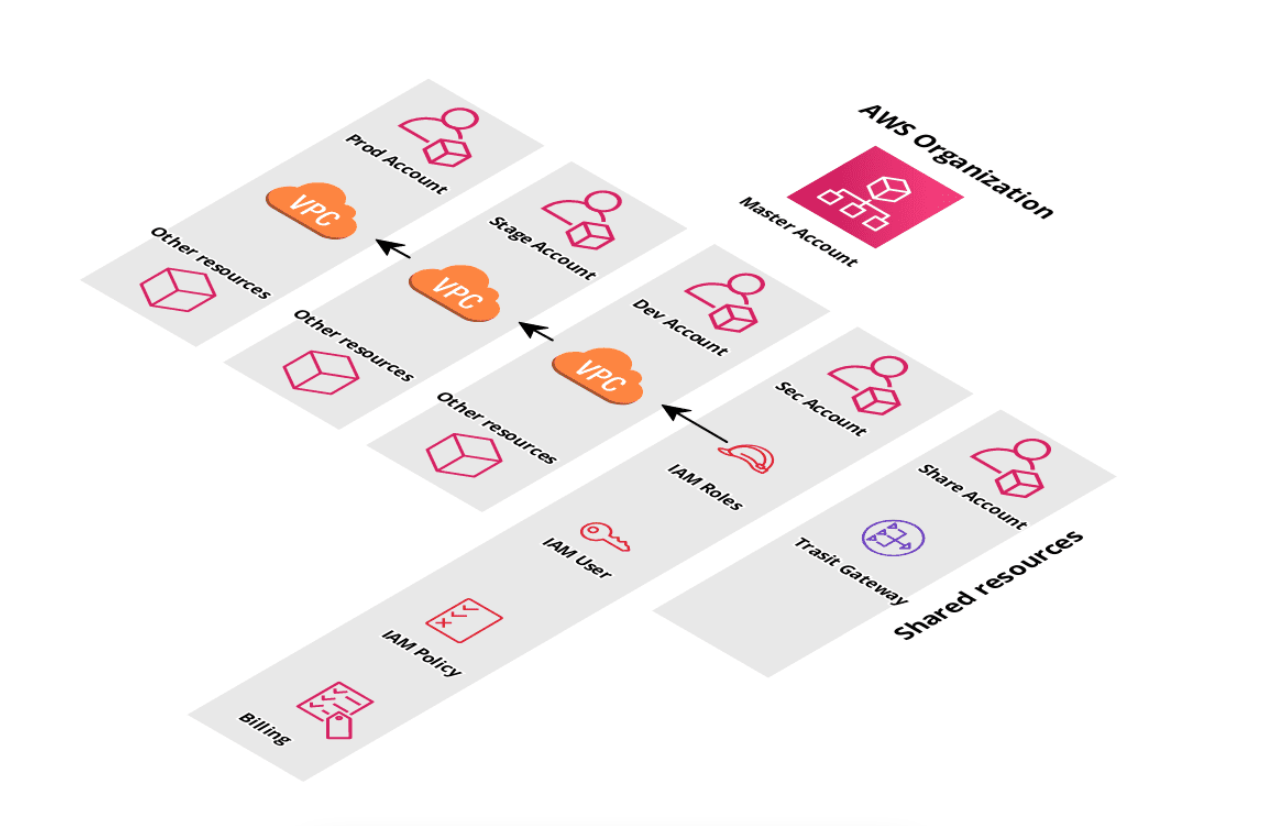 AWS Organization
Master Account
Prod Account
VPC
Other resources
Stage Account
VPC
Other resources
Dev Account
VPC
Other resources
Sec Account
IAM Roles
IAM User
IAM Policy
Billing
Share Account
Trasit Gateway
Shared resources